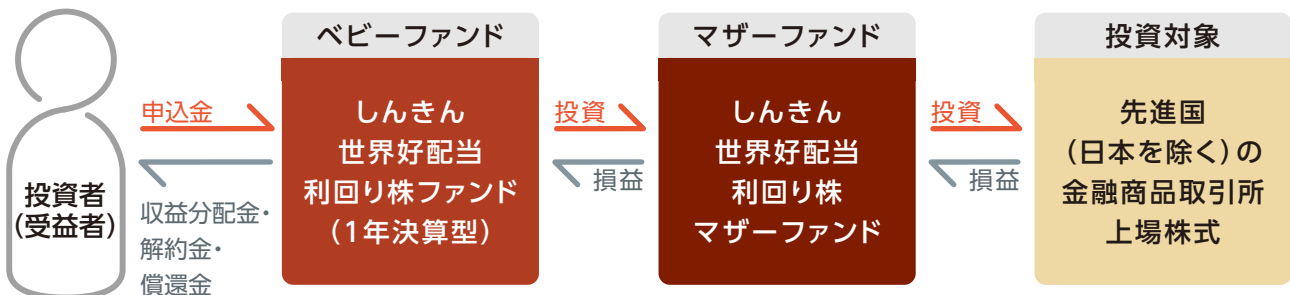 投資者
(受益者)
申込金
収益分配金・
解約金・
償還金
ベビーファンド
しんきん
世界好配当
利回り株ファンド
(1年決算型)
投資
損益
マザーファンド
しんきん
世界好配当
利回り株
マザーファンド
投資
損益
投資対象
先進国
(日本を除く)の
金融商品取引所
上場株式